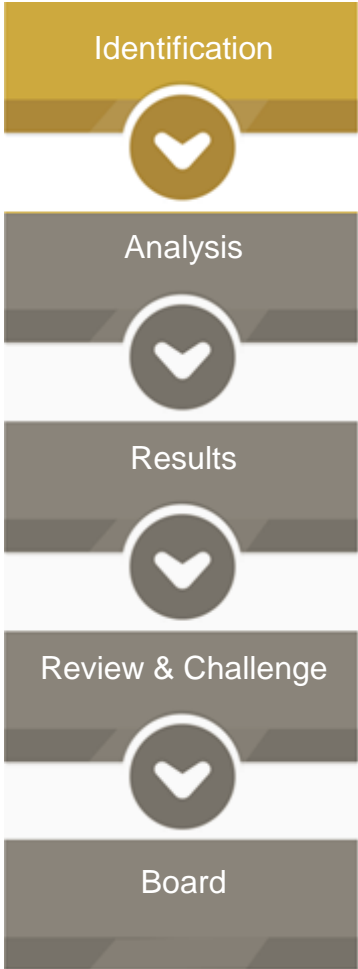 Identification
Analysis
Results
Review & Challenge
Board